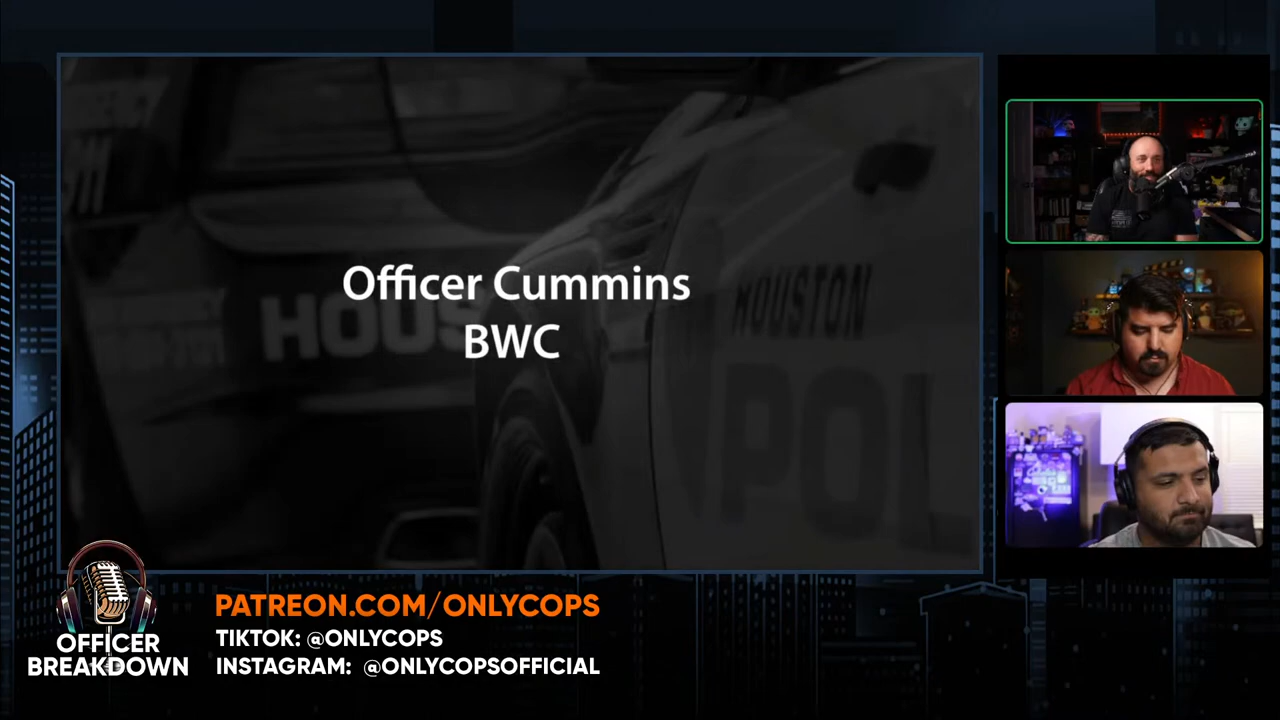 Officer Cummins
BWC
HOUS
HOUSTON
POL
OFFICER
BREAKDOWN
PATREON.COM/ONLYCOPS
TIKTOK: @ONLYCOPS
INSTAGRAM: @ONLYCOPSOFFICIAL